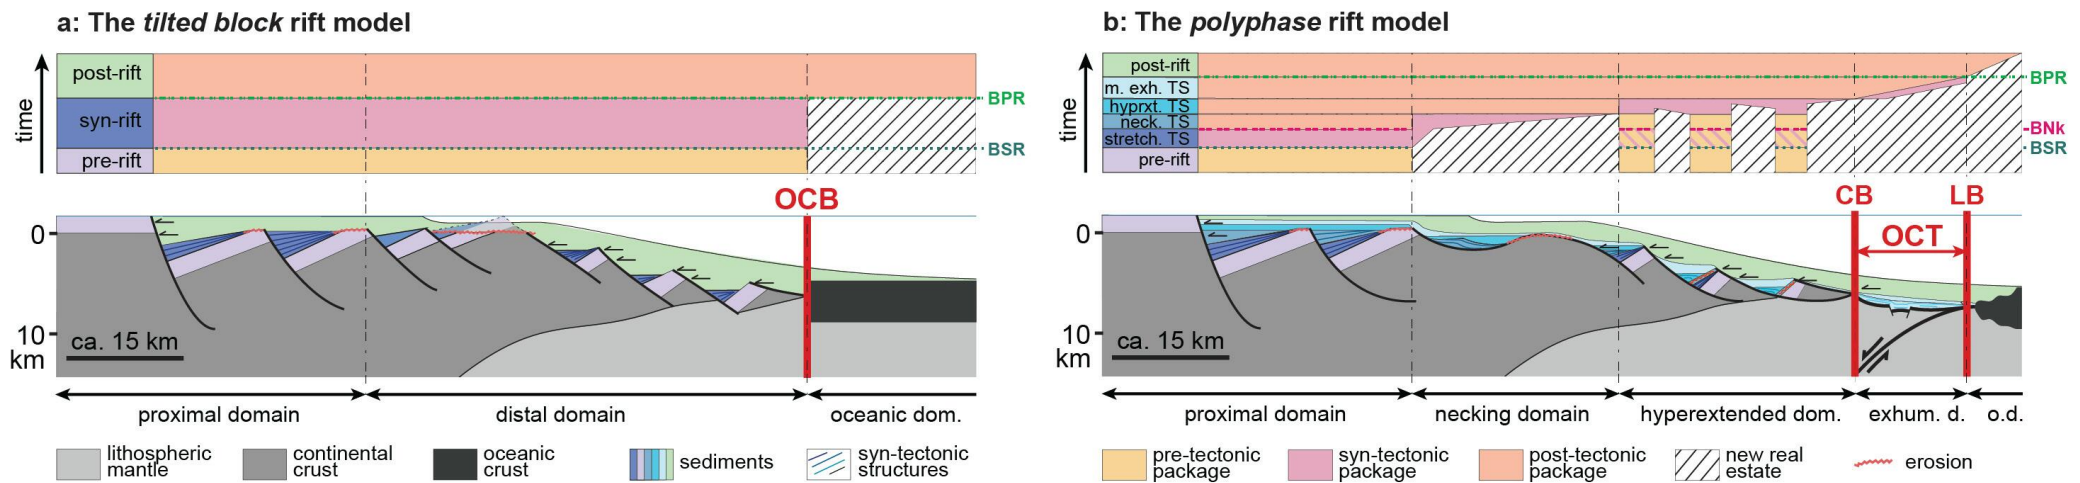 a: The tilted block rift model
time
post-rift
syn-rift
pre-rift
BPR
BSR
OCB
0
10
km
ca. 15 km
proximal domain
distal domain
oceanic dom.
lithospheric
mantle
continental
crust
oceanic
crust
sediments
syn-tectonic
structures
b: The polyphase rift model
time
post-rift
m. exh. TS
hyprxt. TS
neck. TS
stretch. TS
pre-rift
BPR
BNk
BSR
CB
LB
OCT
0
10
km
ca. 15 km
proximal domain
necking domain
hyperextended dom.
exhum. d.
o.d.
pre-tectonic
package
syn-tectonic
package
post-tectonic
package
new real
estate
erosion